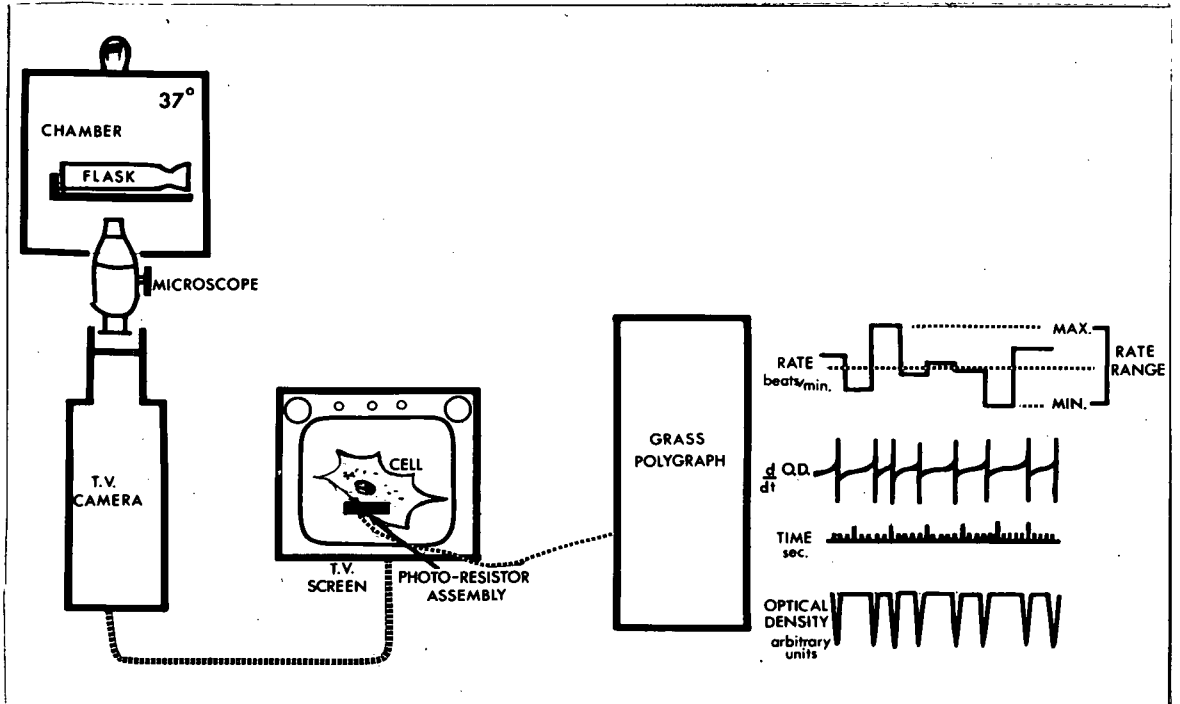 37°
CHAMBER
FLASK
MICROSCOPE
T.V.
CAMERA
CELL
T.V.
SCREEN
PHOTO-RESISTOR
ASSEMBLY
GRASS
POLYGRAPH
MAX.
RATE
beats/min.
RATE
RANGE
MIN.
d/dt O.D.
TIME
sec.
OPTICAL
DENSITY
arbitrary
units